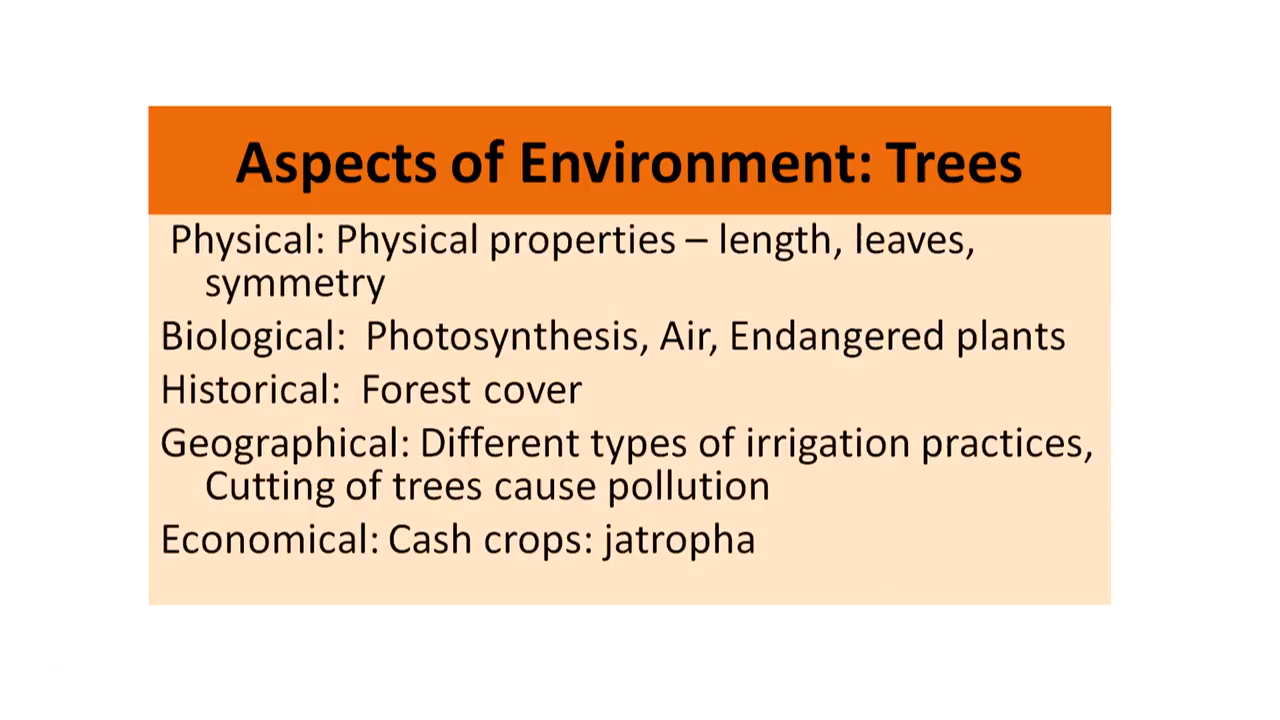 Aspects of Environment: Trees
Physical: Physical properties – length, leaves,
symmetry
Biological:  Photosynthesis, Air, Endangered plants
Historical:  Forest cover
Geographical: Different types of irrigation practices,
Cutting of trees cause pollution
Economical: Cash crops: jatropha